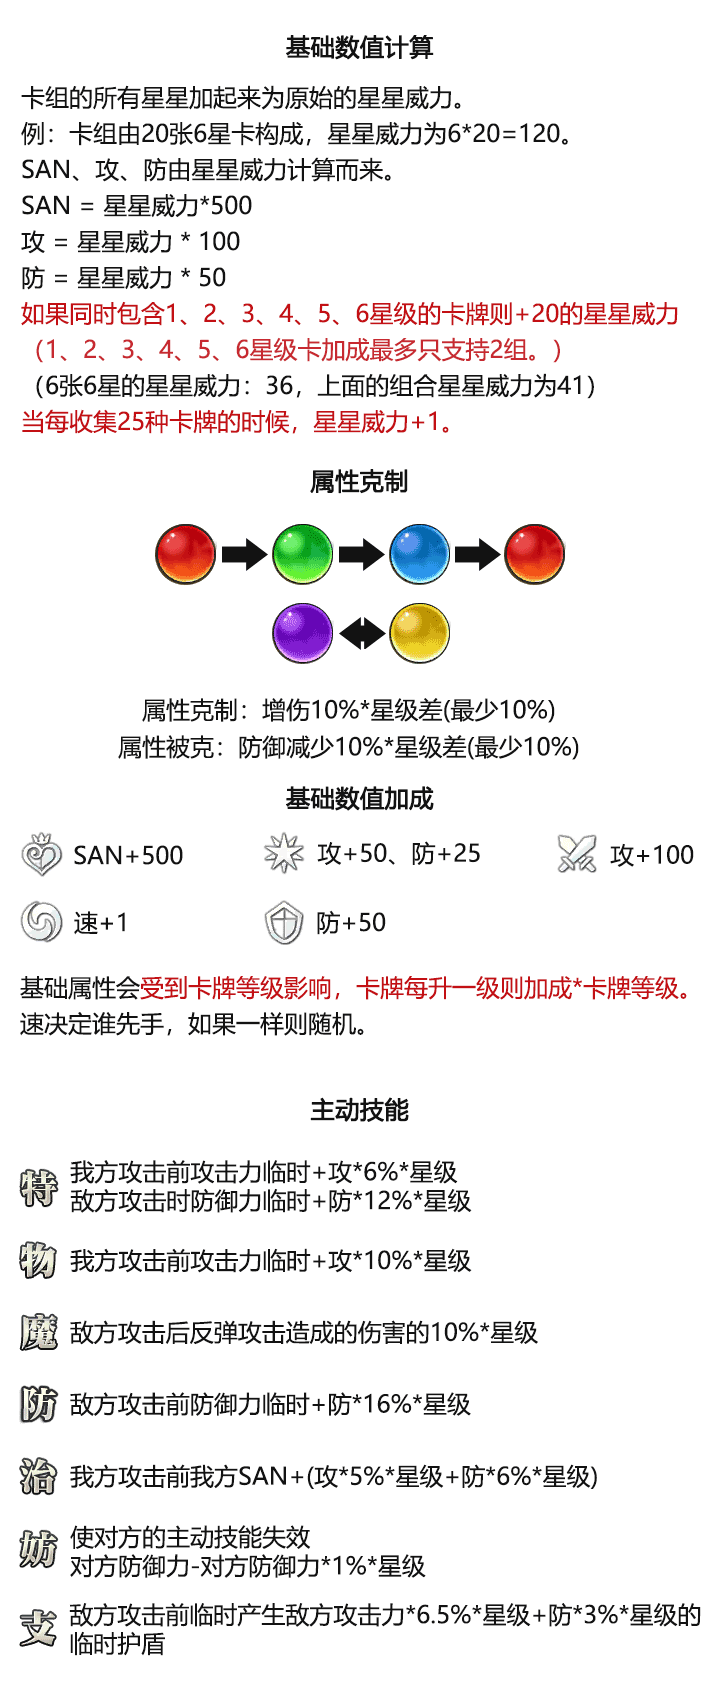 基础数值计算
卡组的所有星星加起来为原始的星星威力。
例：卡组由20张6星卡构成，星星威力为6*20=120。
SAN、攻、防由星星威力计算而来。
SAN = 星星威力*500
攻 = 星星威力 * 100
防 = 星星威力 * 50
如果同时包含1、2、3、4、5、6星级的卡牌则+20的星星威力
（1、2、3、4、5、6星级卡加成最多只支持2组。）
（6张6星的星星威力：36，上面的组合星星威力为41）
当每收集25种卡牌的时候，星星威力+1。
属性克制
属性克制：增伤10%*星级差(最少10%)
属性被克：防御减少10%*星级差(最少10%)
基础数值加成
SAN+500 攻+50、防+25 攻+100
速+1 防+50
基础属性会受到卡牌等级影响，卡牌每升一级则加成*卡牌等级。
速决定谁先手，如果一样则随机。
主动技能
特 我方攻击前攻击力临时+攻*6%*星级
敌方攻击时防御力临时+防*12%*星级
物 我方攻击前攻击力临时+攻*10%*星级
魔 敌方攻击后反弹攻击造成的伤害的10%*星级
防 敌方攻击前防御力临时+防*16%*星级
治 我方攻击前我方SAN+(攻*5%*星级+防*6%*星级)
妨 使对方的主动技能失效
对方防御力-对方防御力*1%*星级
支 敌方攻击前临时产生敌方攻击力*6.5%*星级+防*3%*星级的
临时护盾